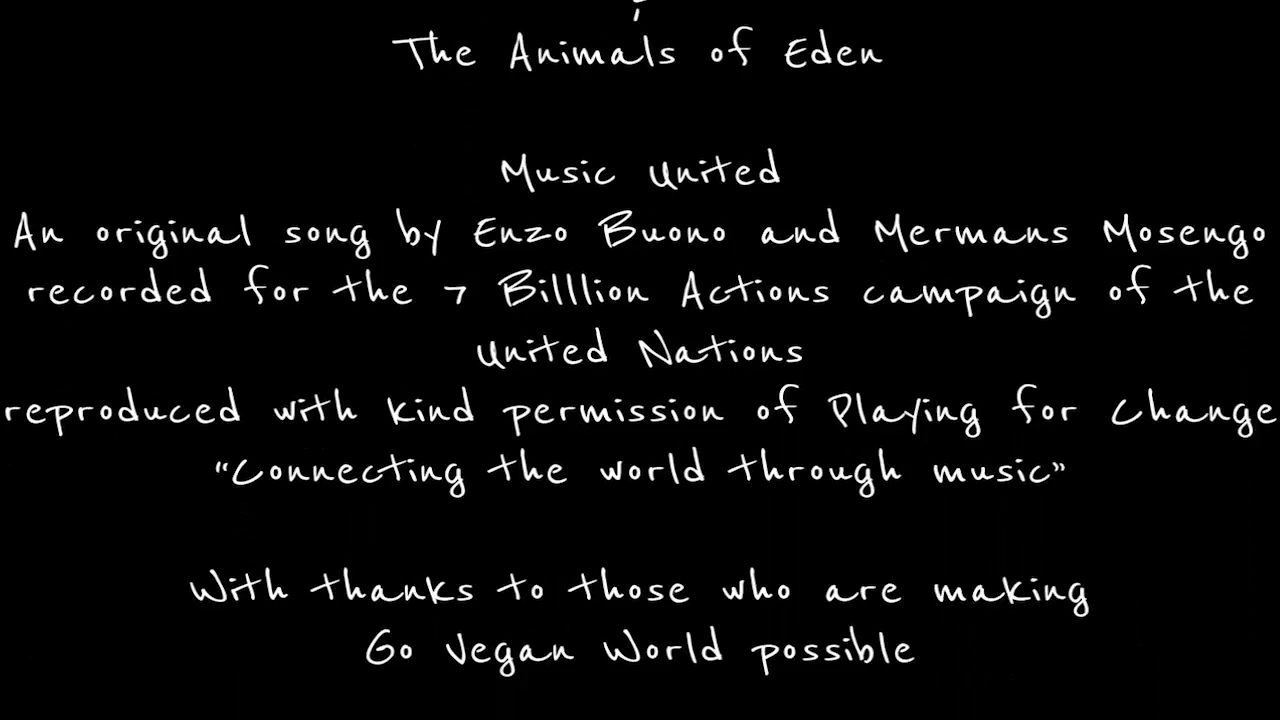 The Animals of Eden
Music United
An original song by Enzo Buono and Mermans Mosengo
recorded for the 7 Billlion Actions campaign of the
United Nations
reproduced with kind permission of Playing for Change
"Connecting the world through music"
With thanks to those who are making
Go Vegan World possible